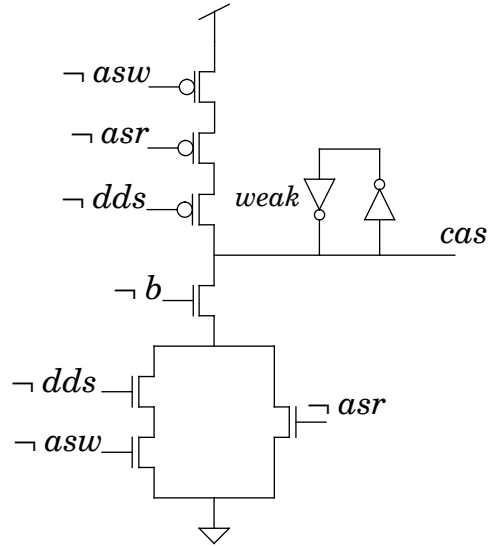 ¬ asw
¬ asr
¬ dds
weak
cas
¬ b
¬ dds
¬ asr
¬ asw